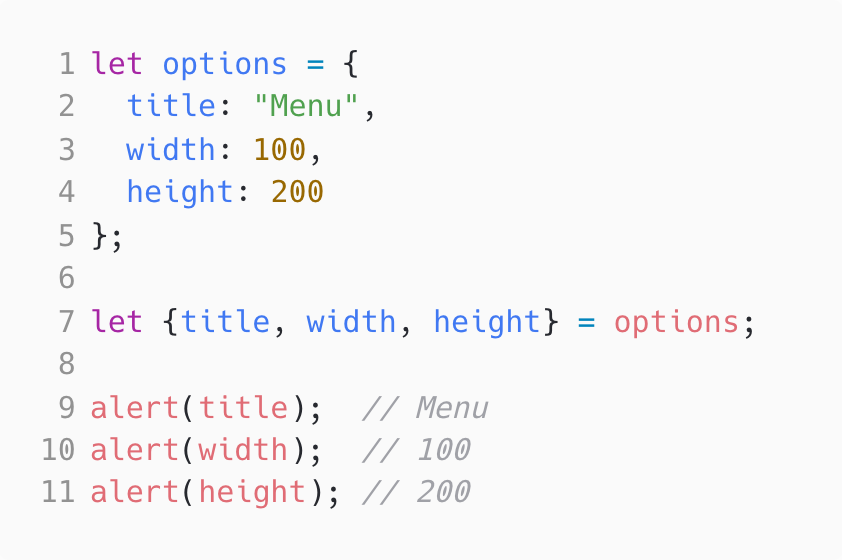 1 let options = {
2   title: "Menu",
3   width: 100,
4   height: 200
5 };
6
7 let {title, width, height} = options;
8
9 alert(title);  // Menu
10 alert(width);  // 100
11 alert(height); // 200